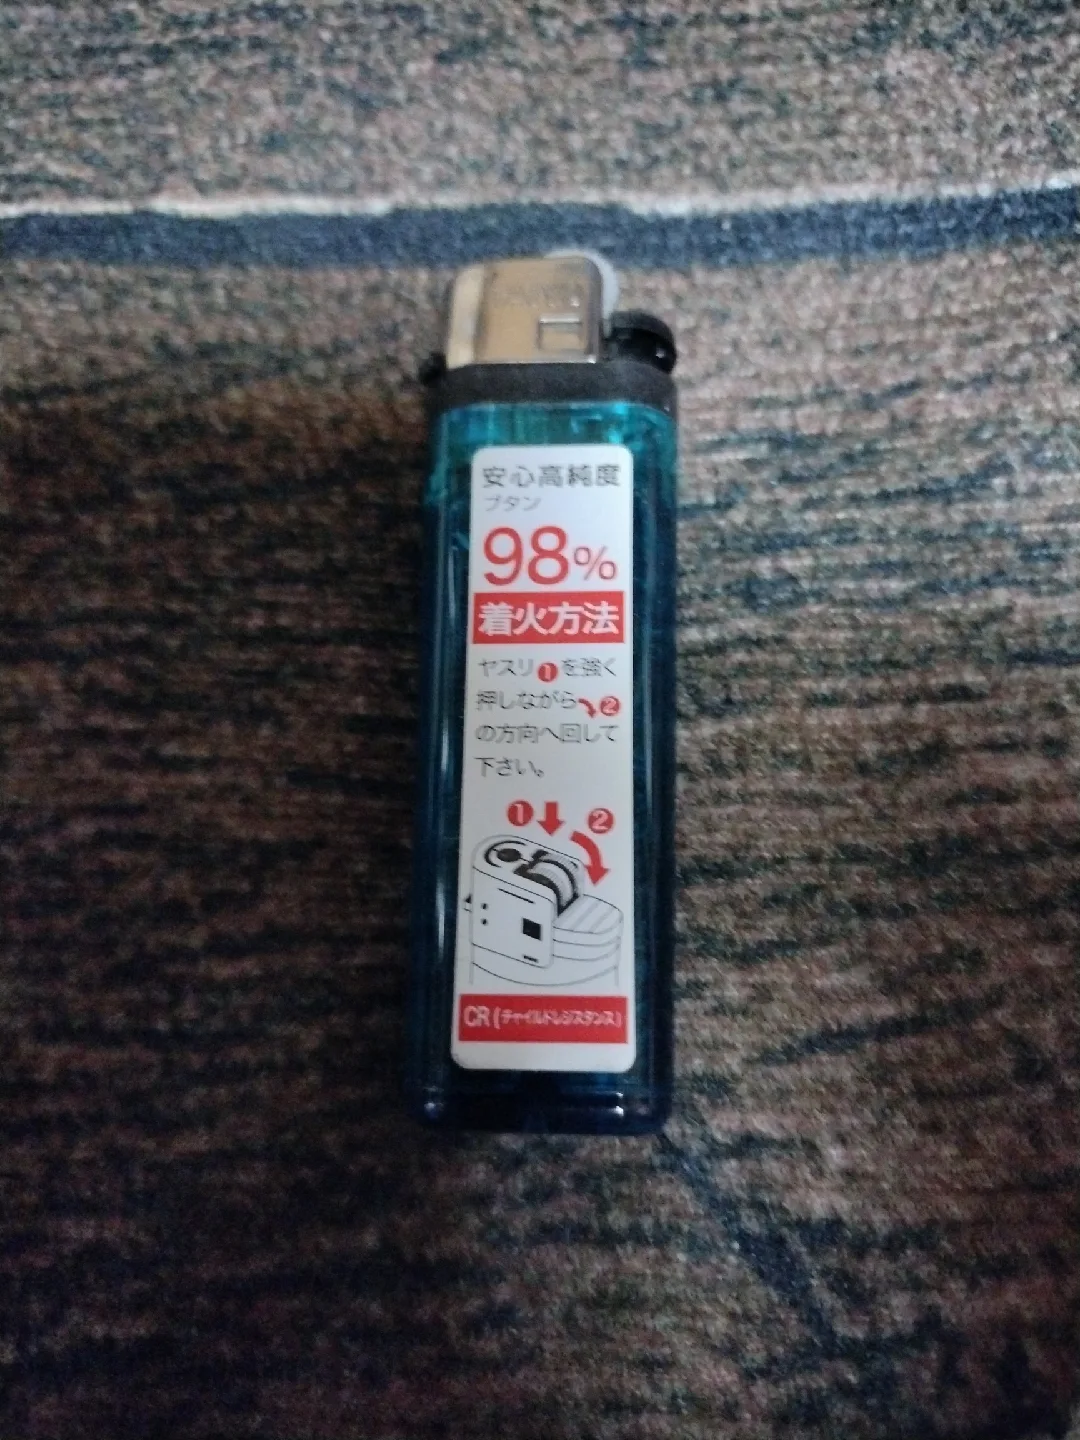 安心高純度
ブタン
98%
着火方法
ヤスリ❶を強く
押しながら❷
の方向へ回して
下さい。
❶ ❷
CR(チャイルドレジスタンス)